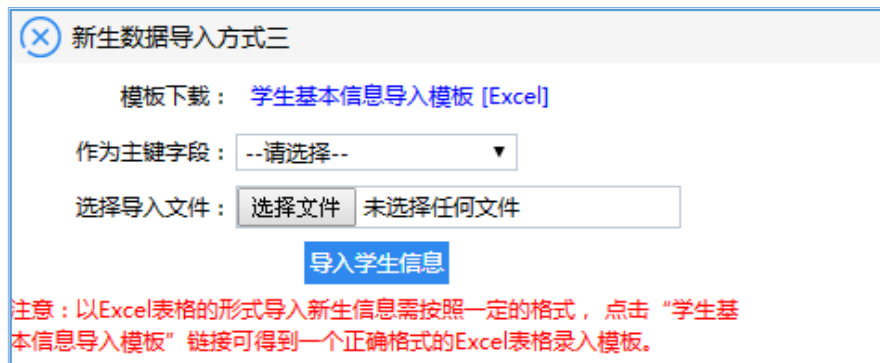 新生数据导入方式三
模板下载： 学生基本信息导入模板 [Excel]
作为主键字段： --请选择--
选择导入文件： 选择文件 未选择任何文件
导入学生信息
注意：以Excel表格的形式导入新生信息需按照一定的格式，点击“学生基
本信息导入模板”链接可得到一个正确格式的Excel表格录入模板。